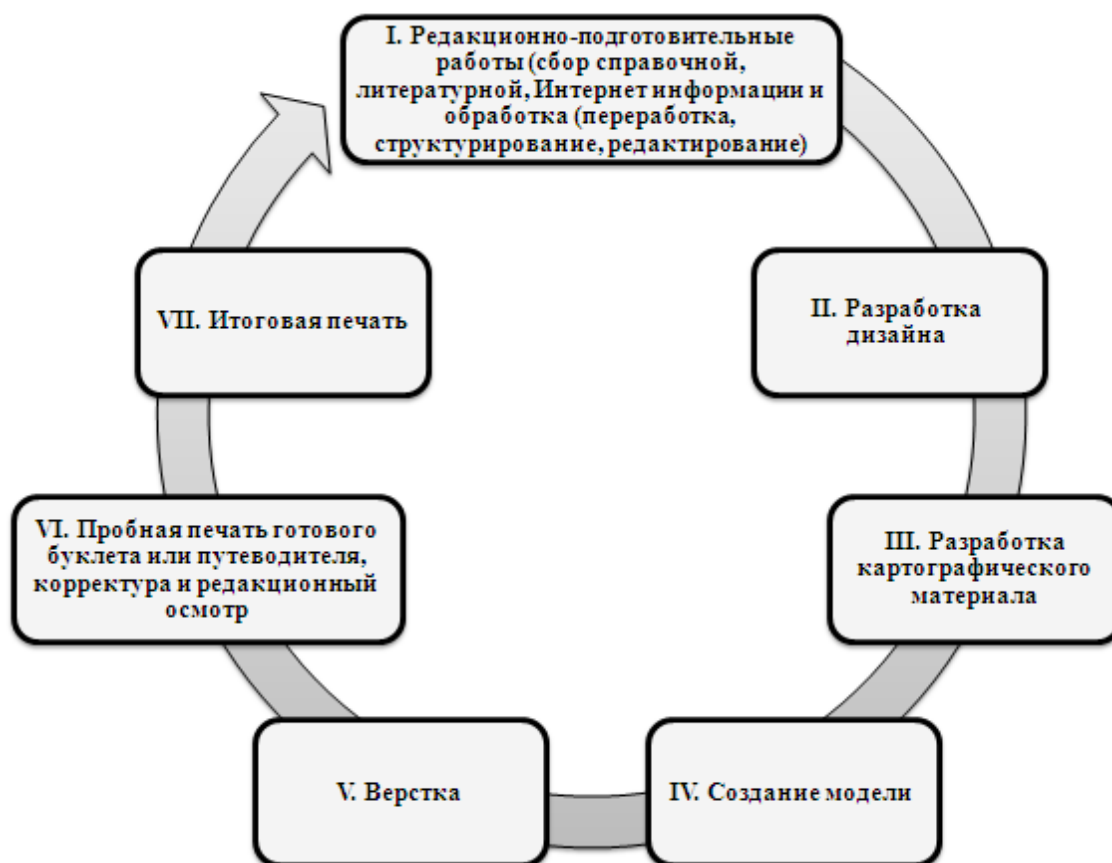 I. Редакционно-подготовительные
работы (сбор справочной,
литературной, Интернет информации и
обработка (переработка,
структурирование, редактирование)
II. Разработка
дизайна
III. Разработка
картографического
материала
IV. Создание модели
V. Верстка
VI. Пробная печать готового
буклета или путеводителя,
корректура и редакционный
осмотр
VII. Итоговая печать